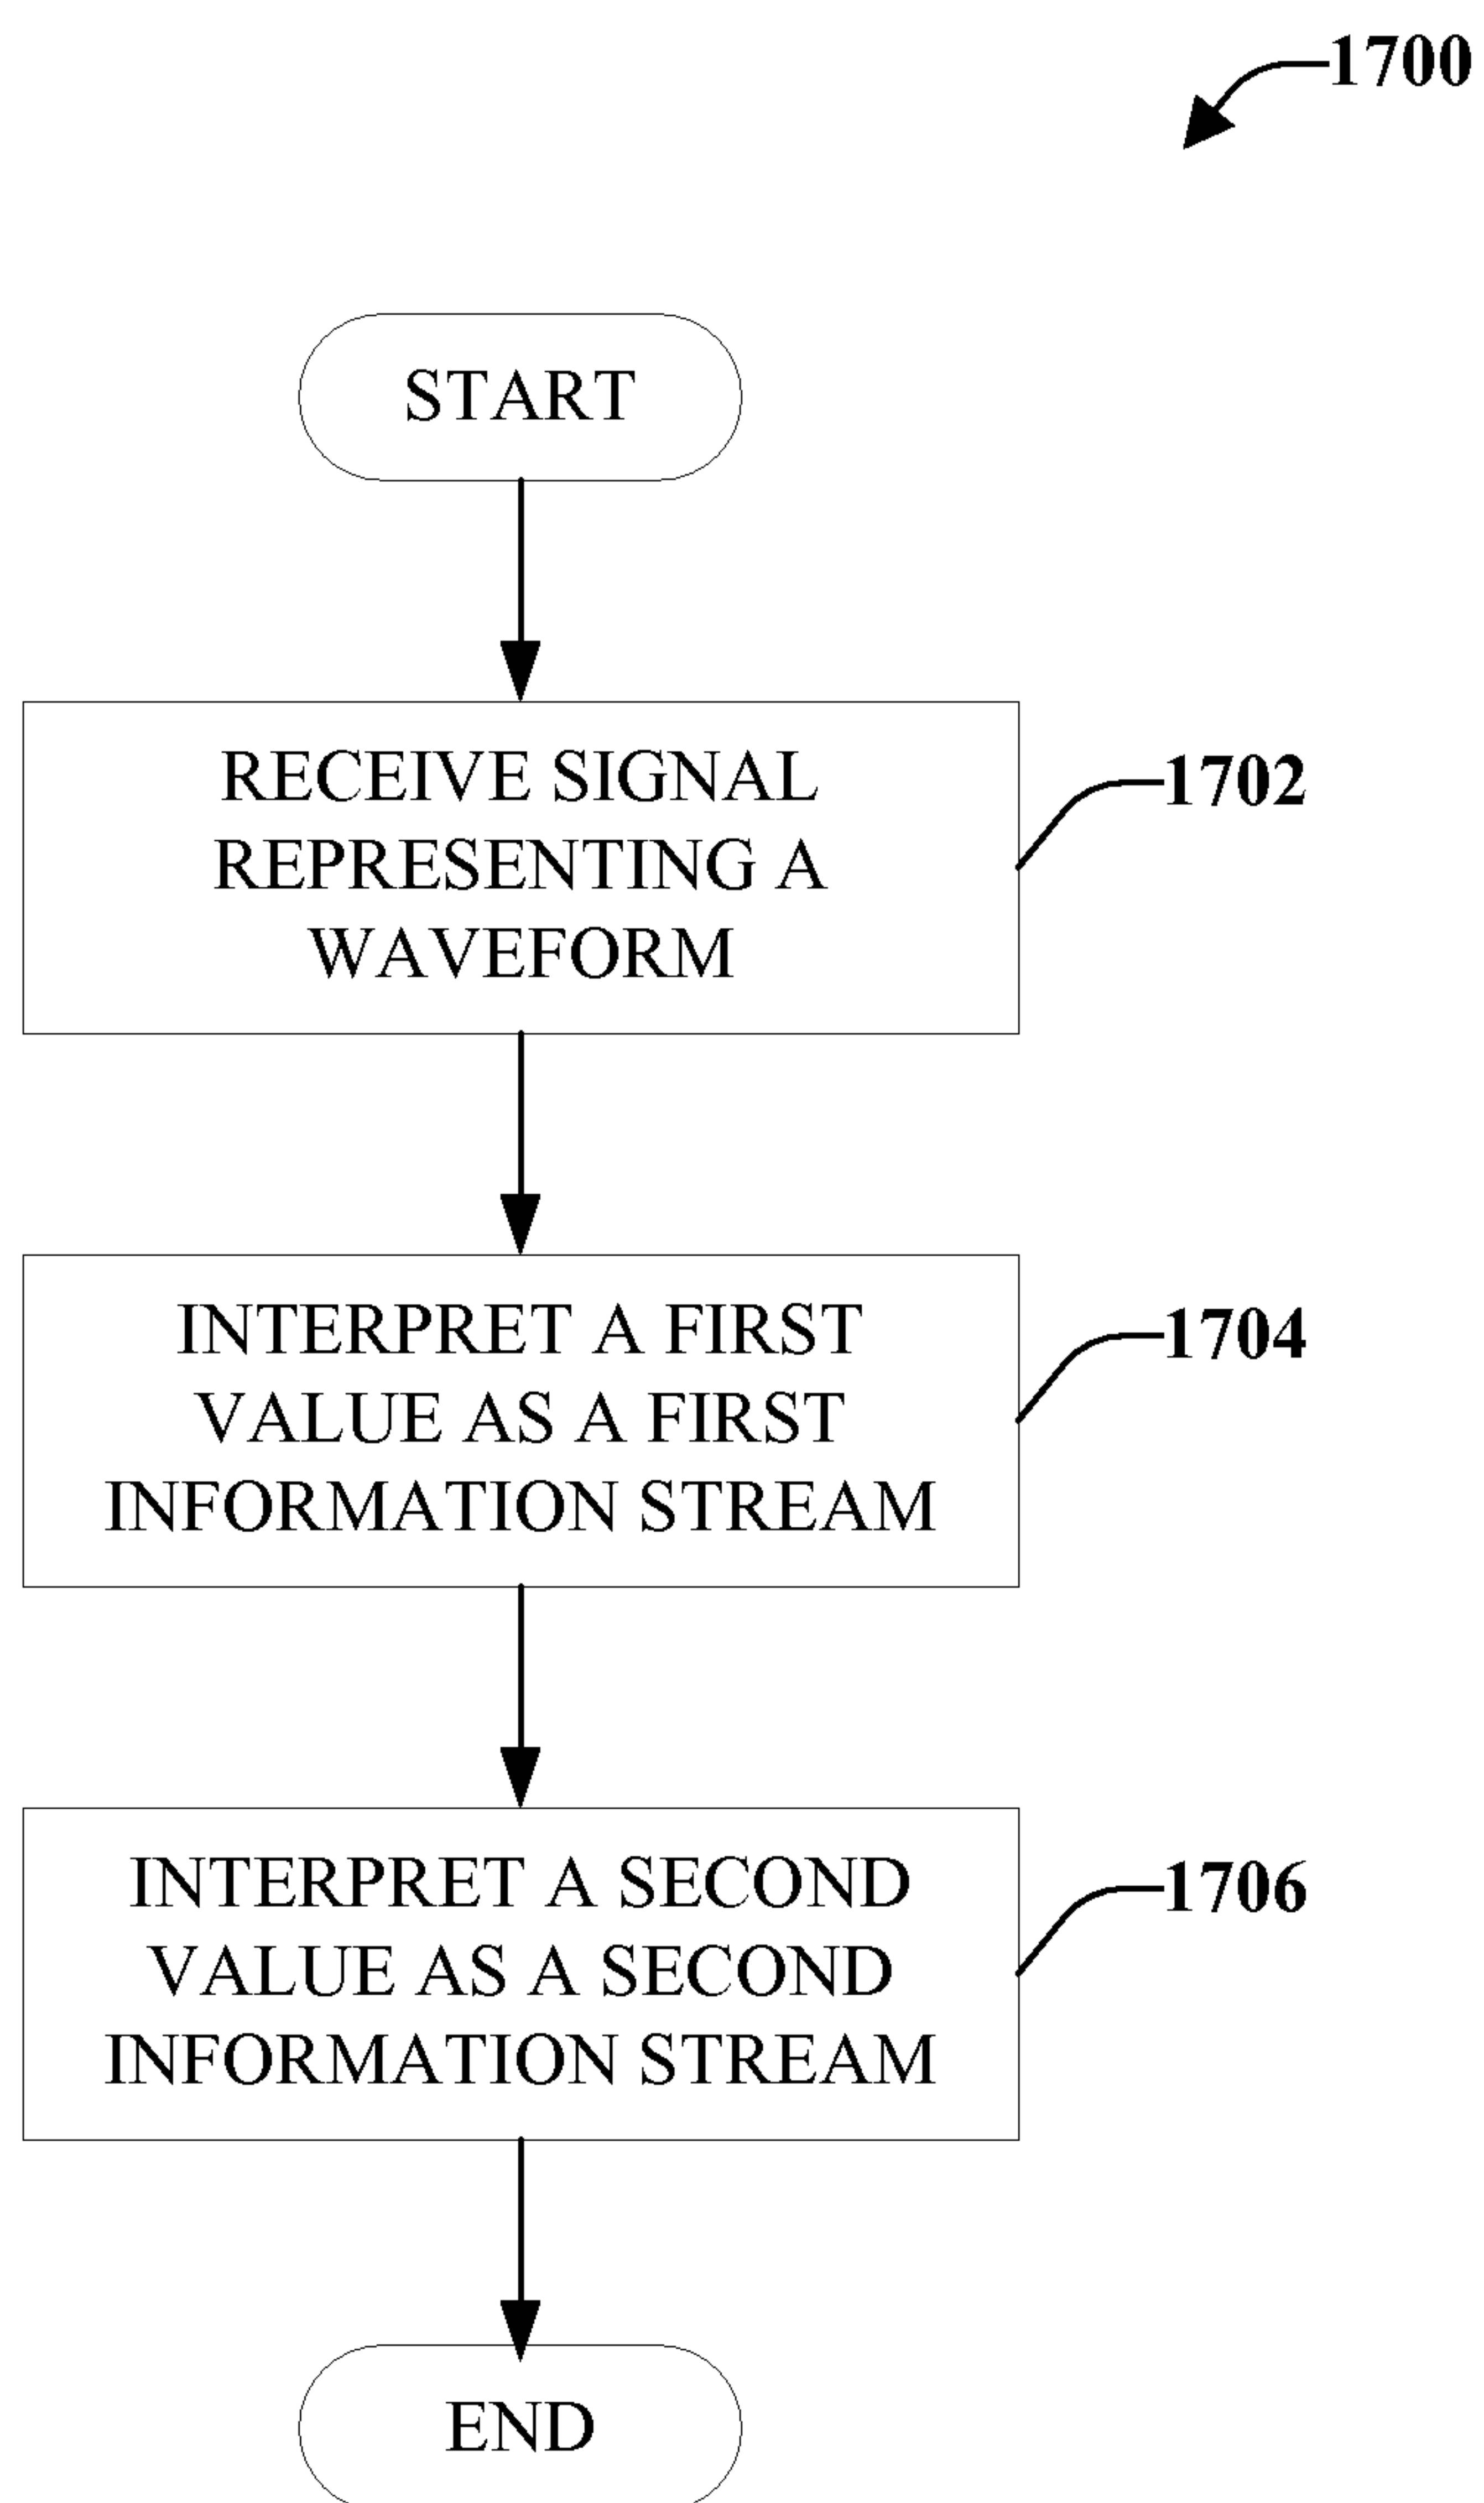 1700
START
RECEIVE SIGNAL
REPRESENTING A
WAVEFORM
1702
INTERPRET A FIRST
VALUE AS A FIRST
INFORMATION STREAM
1704
INTERPRET A SECOND
VALUE AS A SECOND
INFORMATION STREAM
1706
END